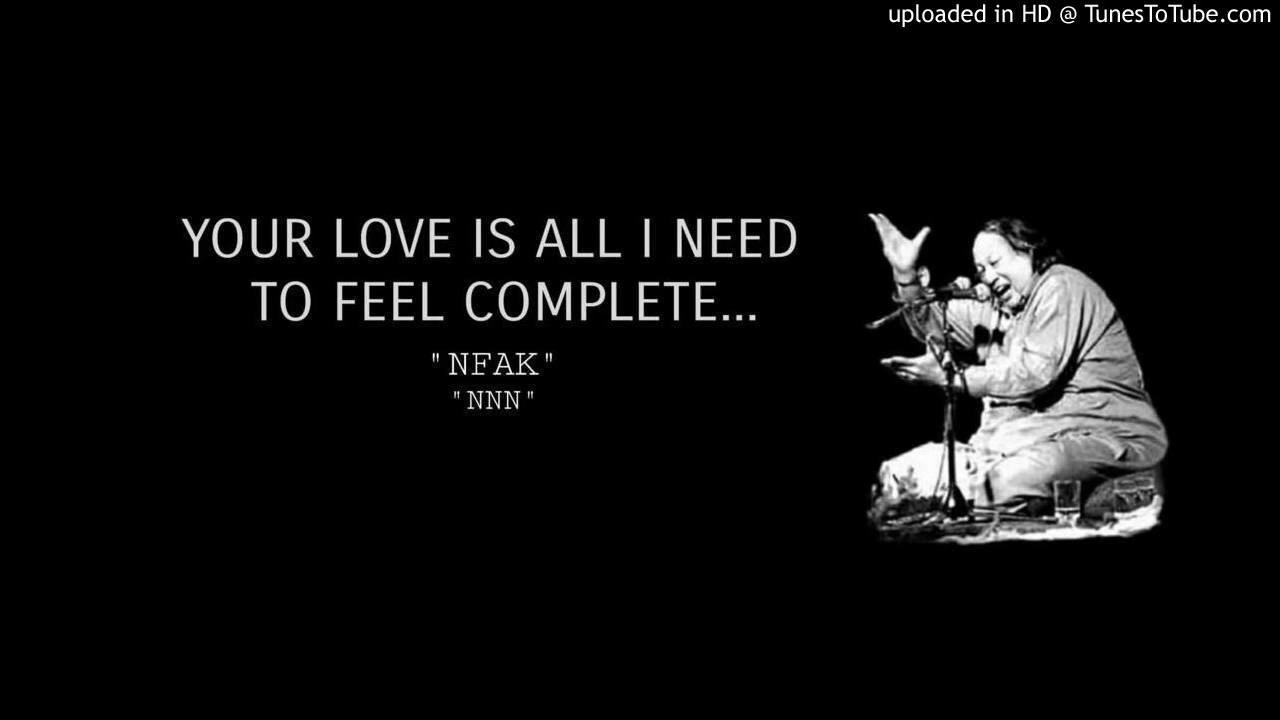 uploaded in HD @ TunesToTube.com
YOUR LOVE IS ALL I NEED
TO FEEL COMPLETE...
"NFAK"
"NNN"